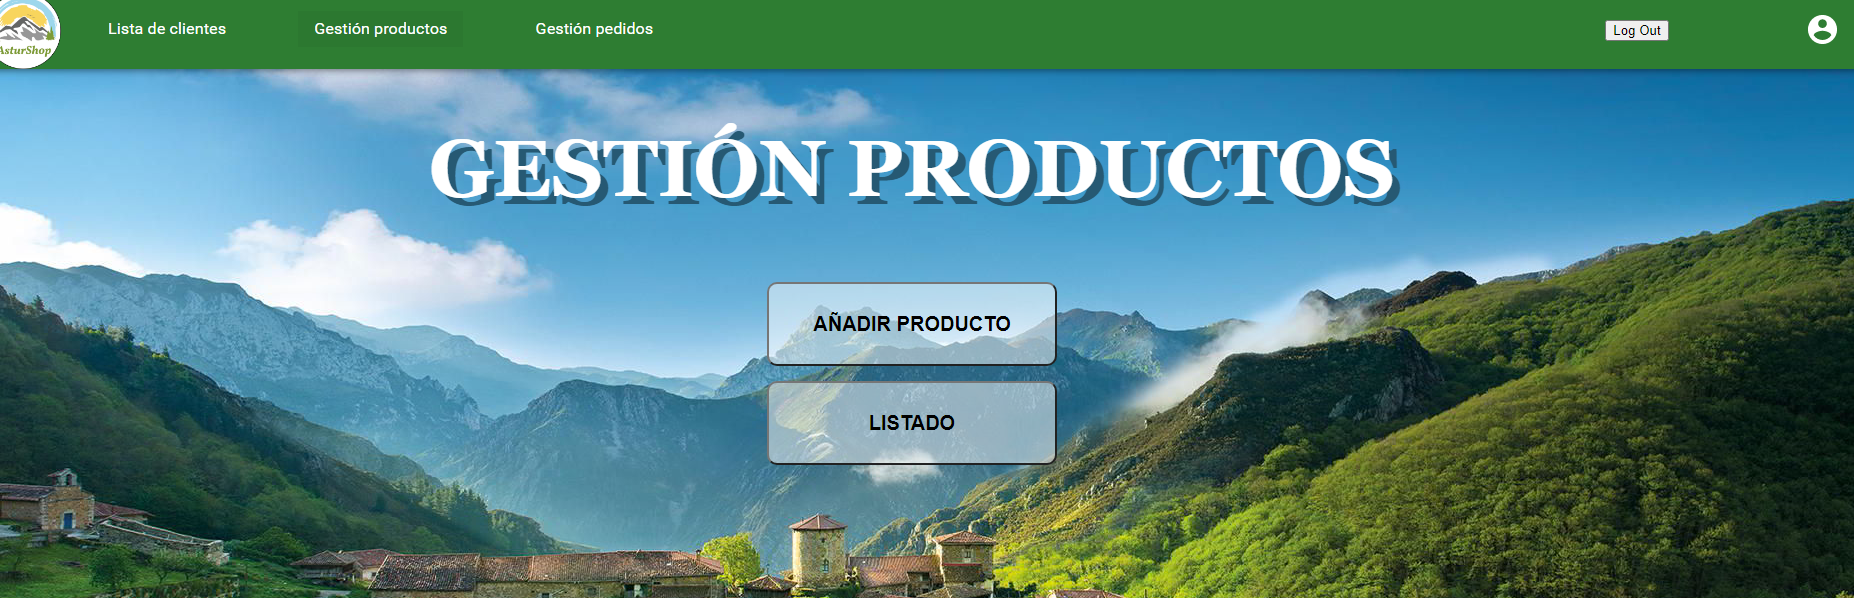 AsturShop
Lista de clientes
Gestión productos
Gestión pedidos
Log Out
GESTIÓN PRODUCTOS
AÑADIR PRODUCTO
LISTADO